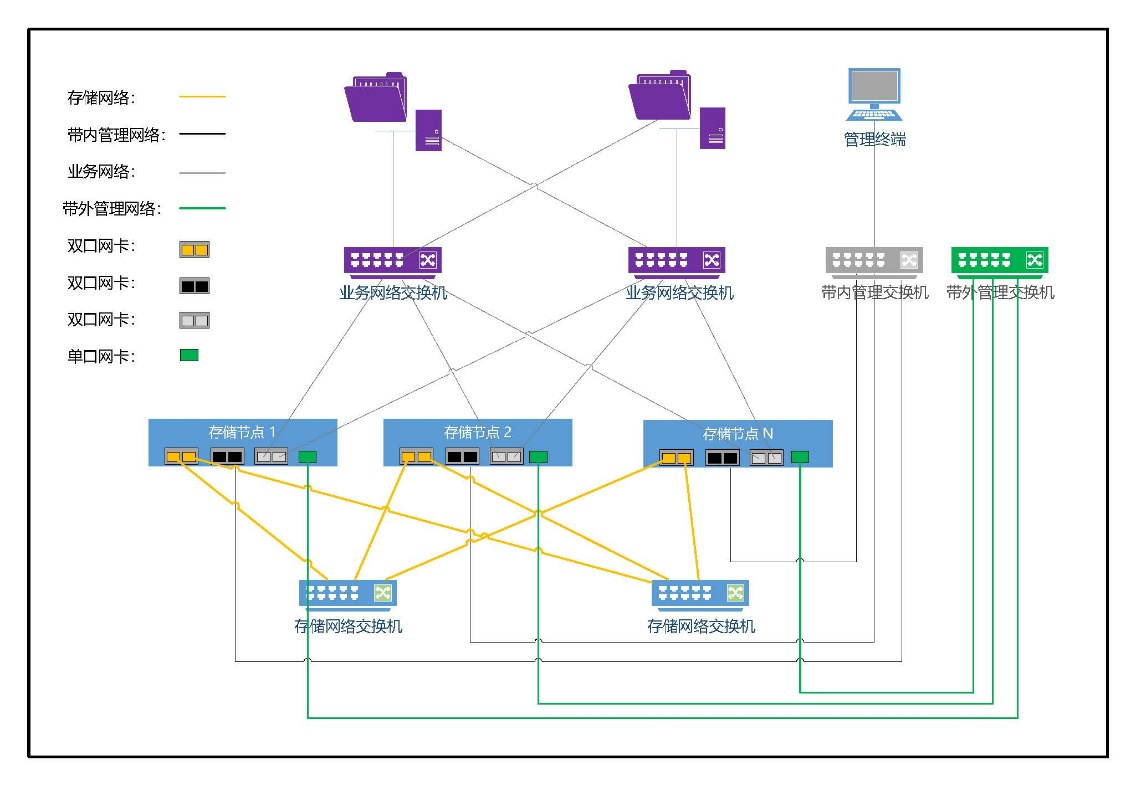 存储网络：
带内管理网络：
业务网络：
带外管理网络：
双口网卡：
双口网卡：
双口网卡：
单口网卡：
管理终端
业务网络交换机
业务网络交换机
带内管理交换机
带外管理交换机
存储节点 1
存储节点 2
存储节点 N
存储网络交换机
存储网络交换机